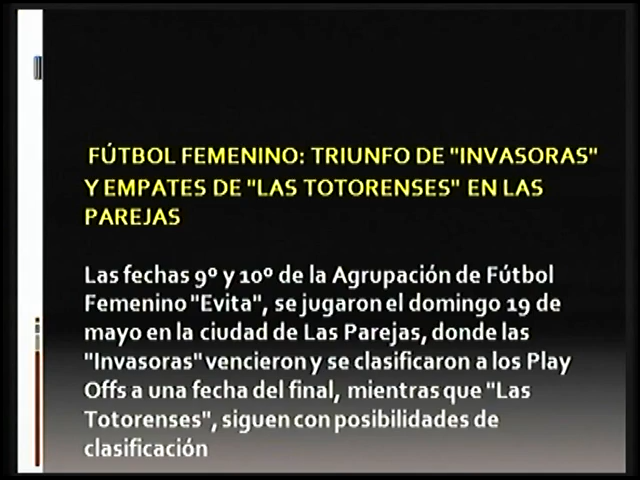 FÚTBOL FEMENINO: TRIUNFO DE "INVASORAS"
Y EMPATES DE "LAS TOTORENSES" EN LAS
PAREJAS
Las fechas 9º y 10º de la Agrupación de Fútbol
Femenino "Evita", se jugaron el domingo 19 de
mayo en la ciudad de Las Parejas, donde las
"Invasoras" vencieron y se clasificaron a los Play
Offs a una fecha del final, mientras que "Las
Totorenses", siguen con posibilidades de
clasificación